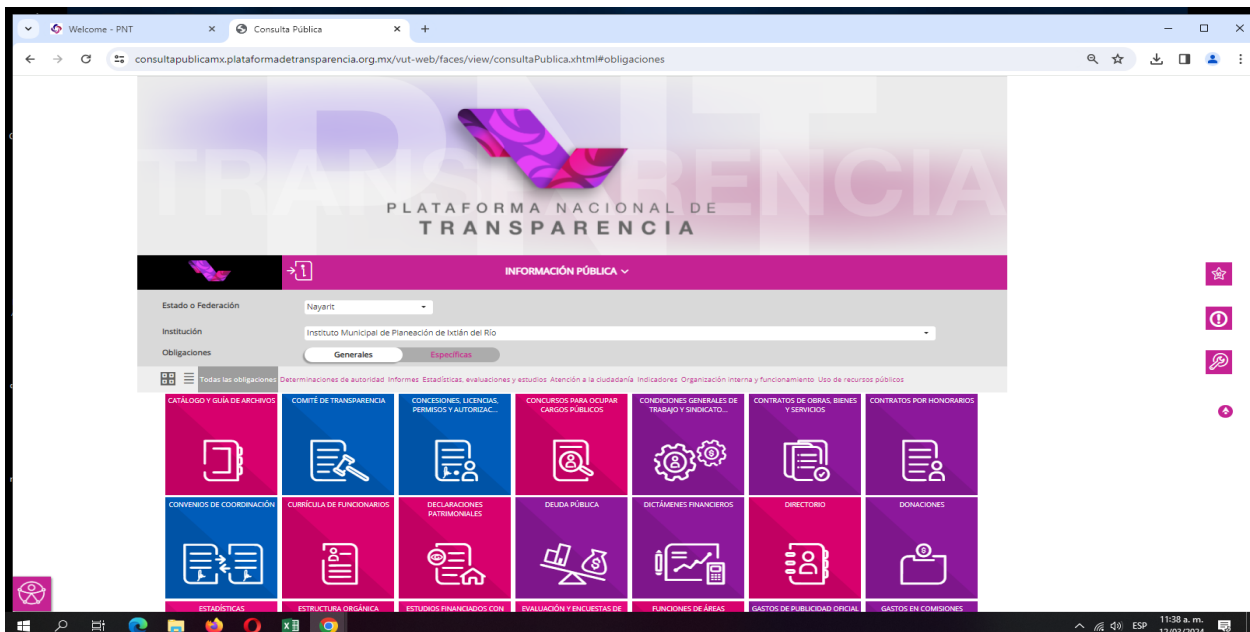 Welcome - PNT
Consulta Pública
consultapublicamx.plataformadetransparencia.org.mx/vut-web/faces/view/consultaPublica.xhtml#obligaciones
PNT
TRANSPARENCIA
PLATAFORMA NACIONAL DE
TRANSPARENCIA
INFORMACIÓN PÚBLICA
Estado o Federación
Nayarit
Institución
Instituto Municipal de Planeación de Ixtlán del Río
Obligaciones
Generales
Específicas
Todas las obligaciones Determinaciones de autoridad Informes Estadísticas, evaluaciones y estudios Atención a la ciudadanía Indicadores Organización interna y funcionamiento Uso de recursos públicos
CATÁLOGO Y GUÍA DE ARCHIVOS
COMITÉ DE TRANSPARENCIA
CONCESIONES, LICENCIAS,
PERMISOS Y AUTORIZAC...
CONCURSOS PARA OCUPAR
CARGOS PÚBLICOS
CONDICIONES GENERALES DE
TRABAJO Y SINDICATO...
CONTRATOS DE OBRAS, BIENES
Y SERVICIOS
CONTRATOS POR HONORARIOS
CONVENIOS DE COORDINACIÓN
CURRÍCULA DE FUNCIONARIOS
DECLARACIONES
PATRIMONIALES
DEUDA PÚBLICA
DICTÁMENES FINANCIEROS
DIRECTORIO
DONACIONES
ESTADÍSTICAS
ESTRUCTURA ORGÁNICA
ESTUDIOS FINANCIADOS CON
EVALUACIÓN Y ENCUESTAS DE
FUNCIONES DE ÁREAS
GASTOS DE PUBLICIDAD OFICIAL
GASTOS EN COMISIONES
ESP
11:38 a. m.
12/03/2024